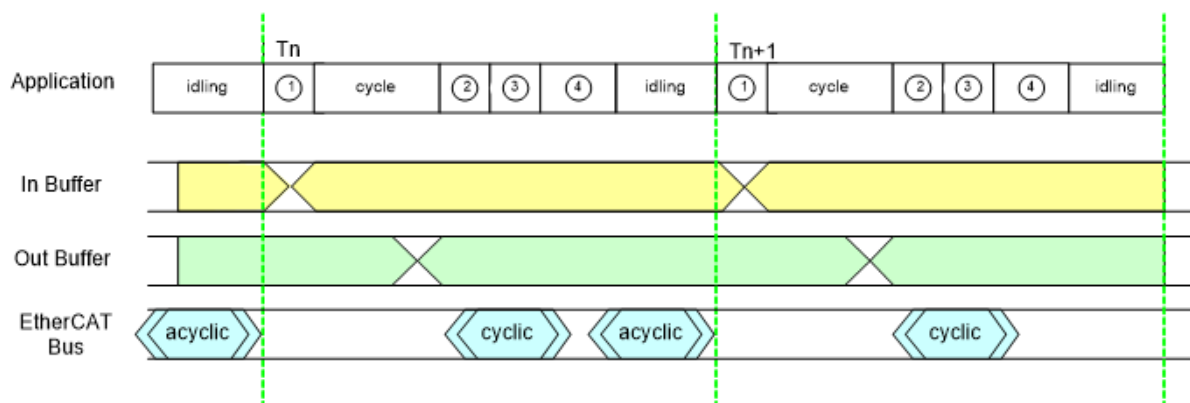 Tn
Tn+1
Application
idling
①
cycle
②
③
④
idling
①
cycle
②
③
④
idling
In Buffer
Out Buffer
EtherCAT
Bus
acyclic
cyclic
acyclic
cyclic